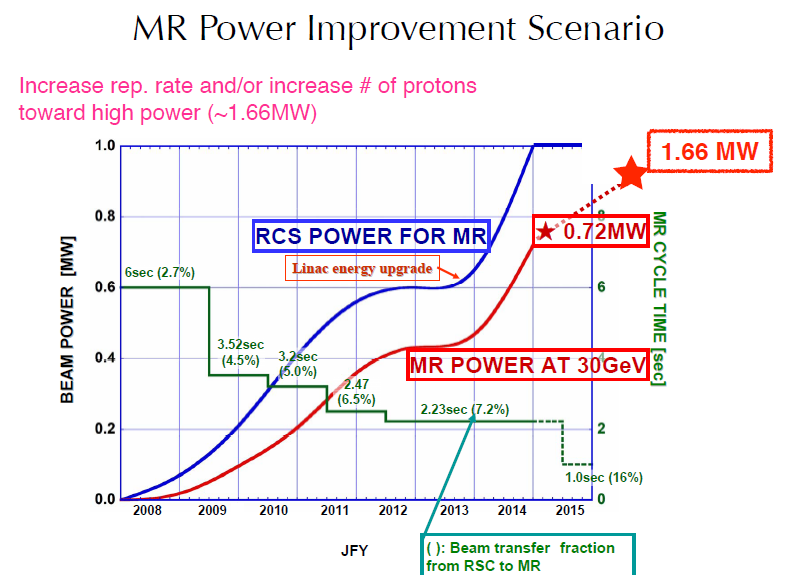 MR Power Improvement Scenario
Increase rep. rate and/or increase # of protons
toward high power (~1.66MW)
1.66 MW
1.0
0.8
0.6
0.4
0.2
0.0
BEAM POWER [MW]
8
6
4
2
0
MR CYCLE TIME [sec]
RCS POWER FOR MR
0.72MW
Linac energy upgrade
6sec (2.7%)
3.52sec
(4.5%)
3.2sec
(5.0%)
2.47
(6.5%)
MR POWER AT 30GeV
2.23sec (7.2%)
1.0sec (16%)
2008 2009 2010 2011 2012 2013 2014 2015
JFY
( ): Beam transfer fraction
from RSC to MR